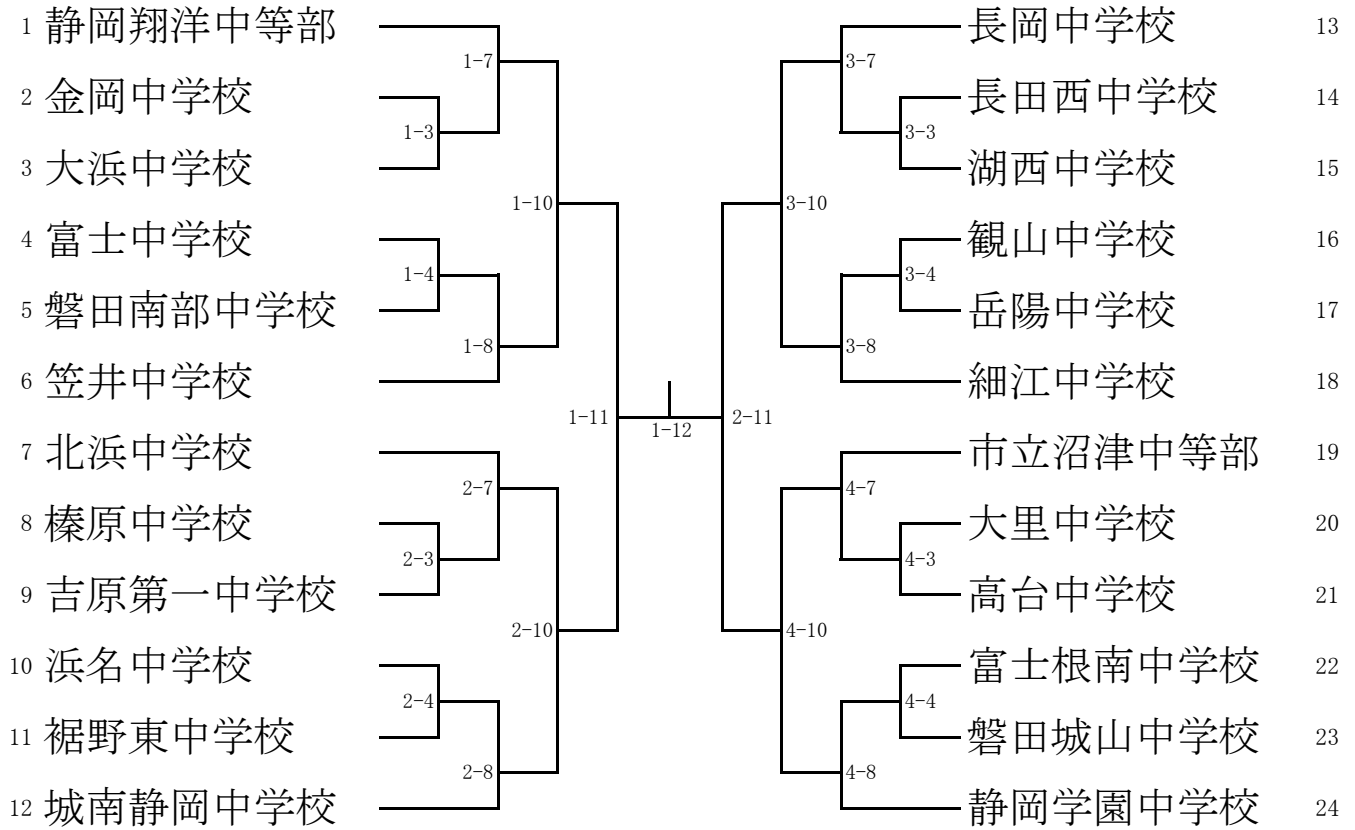 1 静岡翔洋中等部
長岡中学校 13
1-7
3-7
2 金岡中学校
長田西中学校 14
1-3
3-3
3 大浜中学校
湖西中学校 15
1-10
3-10
4 富士中学校
観山中学校 16
1-4
3-4
5 磐田南部中学校
岳陽中学校 17
1-8
3-8
6 笠井中学校
細江中学校 18
1-11
1-12
2-11
7 北浜中学校
市立沼津中等部 19
2-7
4-7
8 榛原中学校
大里中学校 20
2-3
4-3
9 吉原第一中学校
高台中学校 21
2-10
4-10
10 浜名中学校
富士根南中学校 22
2-4
4-4
11 裾野東中学校
磐田城山中学校 23
2-8
4-8
12 城南静岡中学校
静岡学園中学校 24